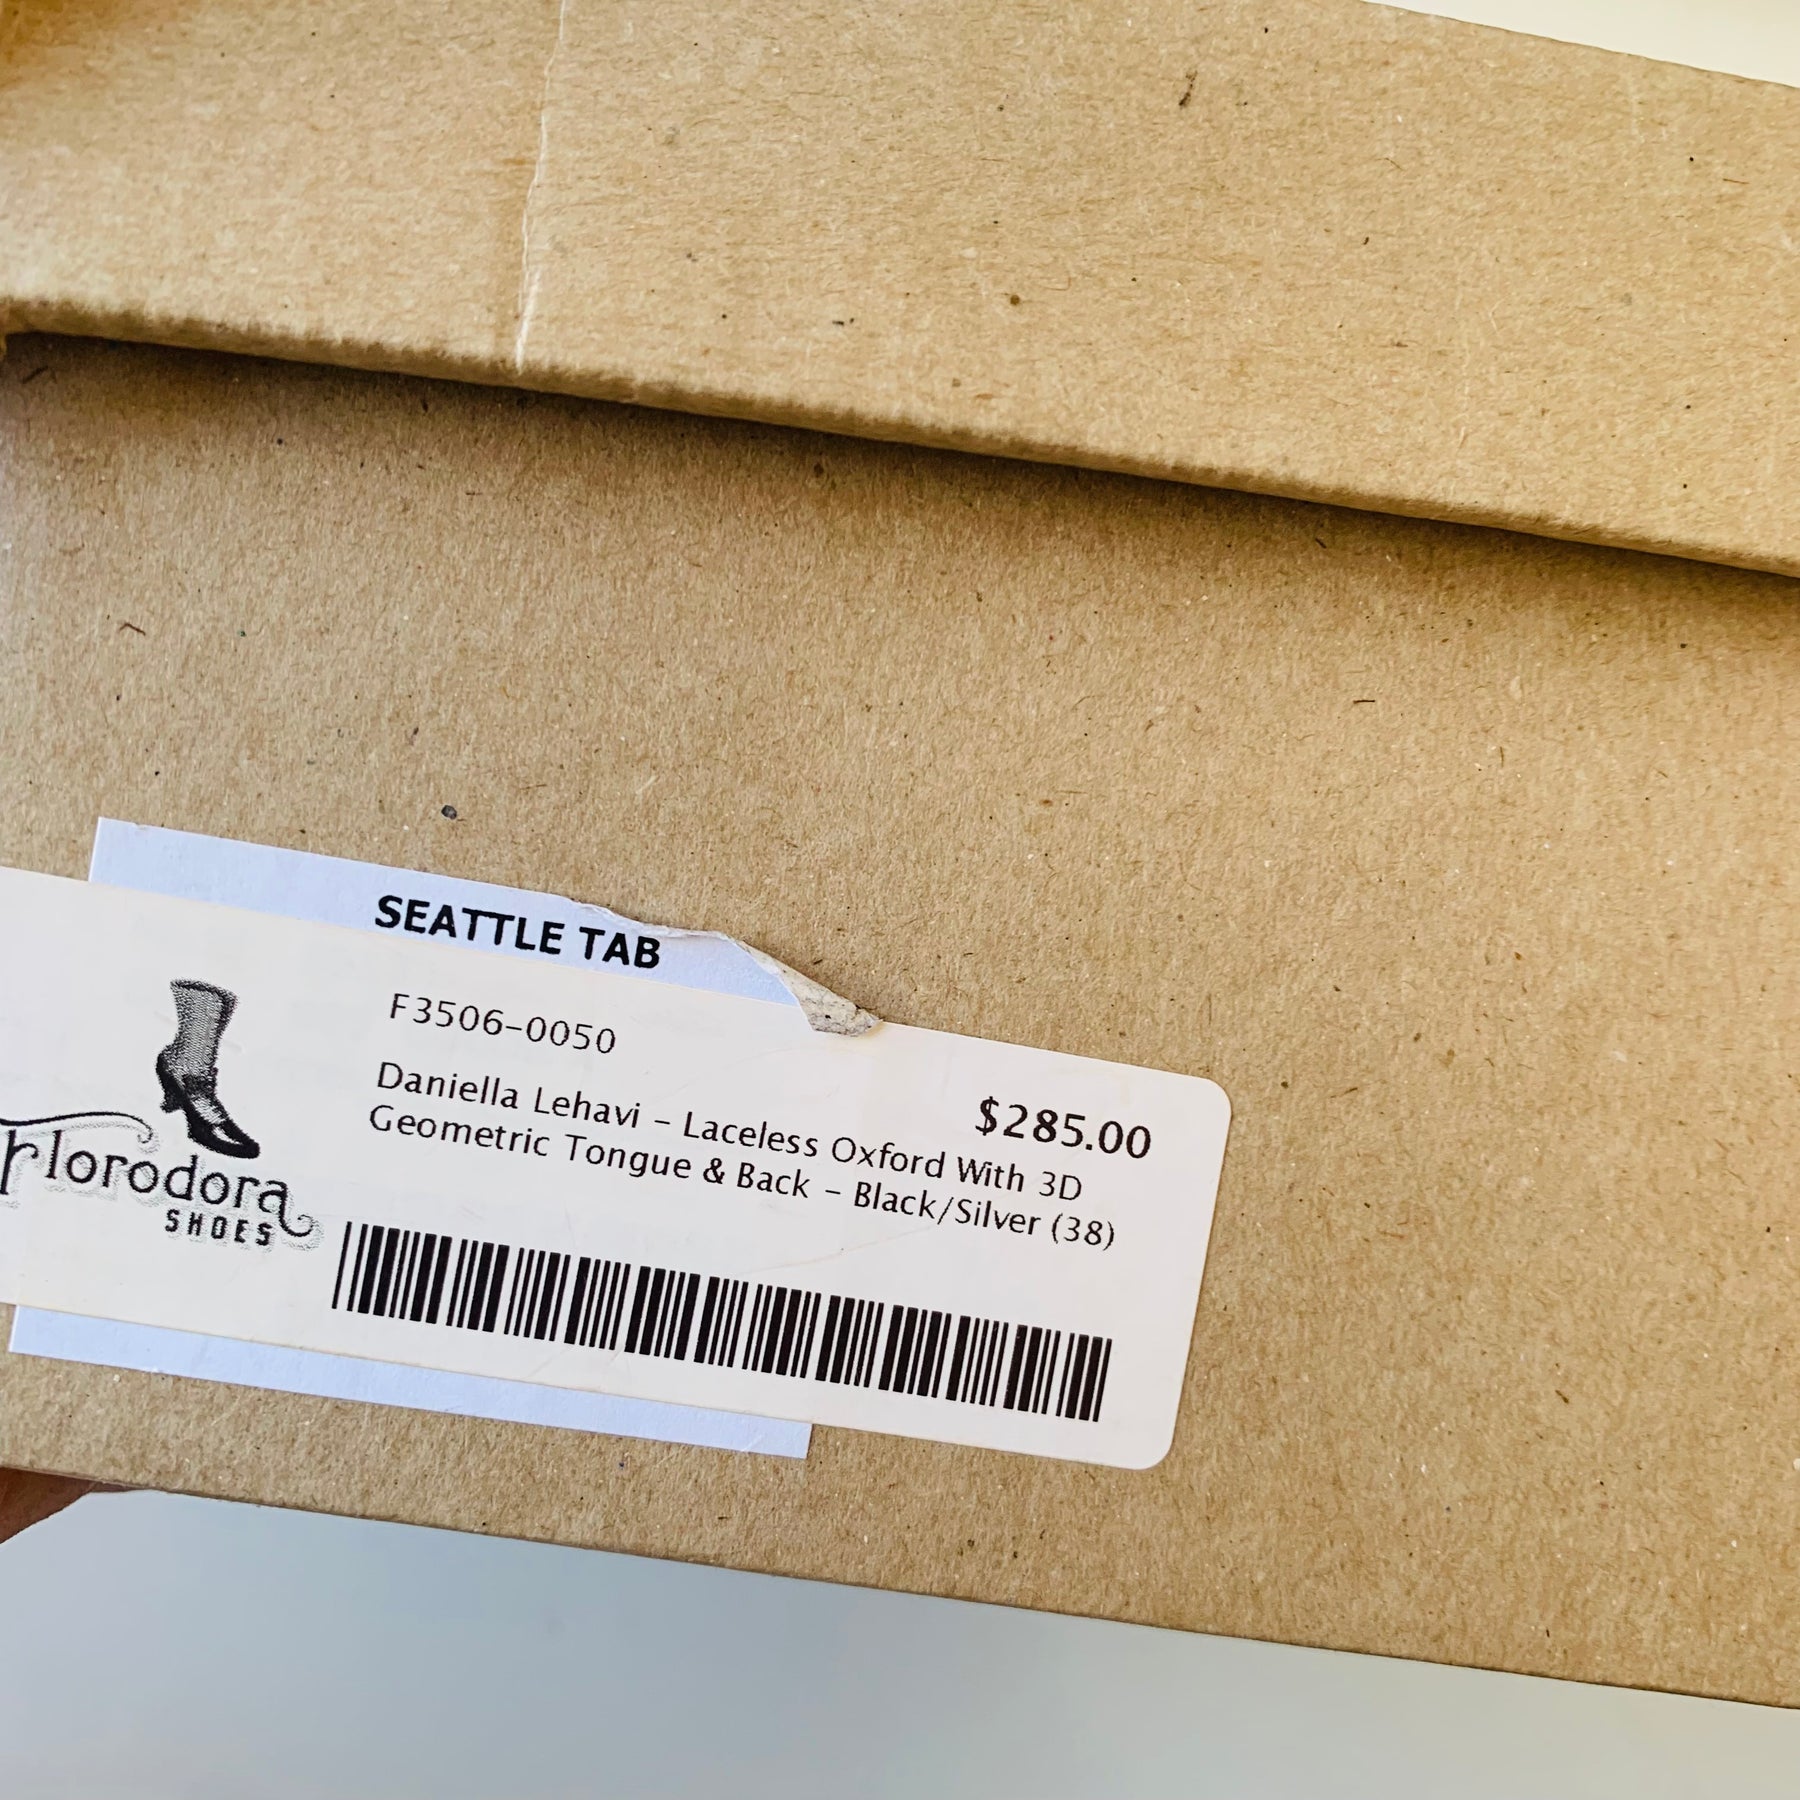 SEATTLE TAB
F3506-0050
$285.00
Daniella Lehavi – Laceless Oxford With 3D
Geometric Tongue & Back – Black/Silver (38)
Florodora
SHOES